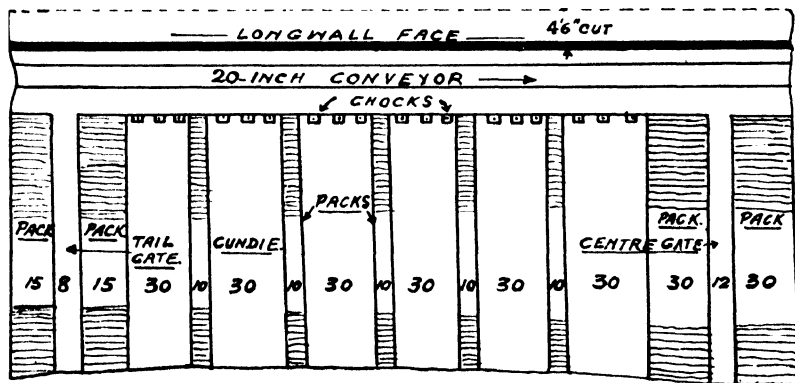 LONGWALL FACE 4'6" CUT
20-INCH CONVEYOR
CHOCKS
PACKS
PACK PACK TAIL GATE. CUNDIE. CENTRE GATE PACK. PACK
15 8 15 30 10 30 10 30 10 30 10 30 10 30 30 12 30